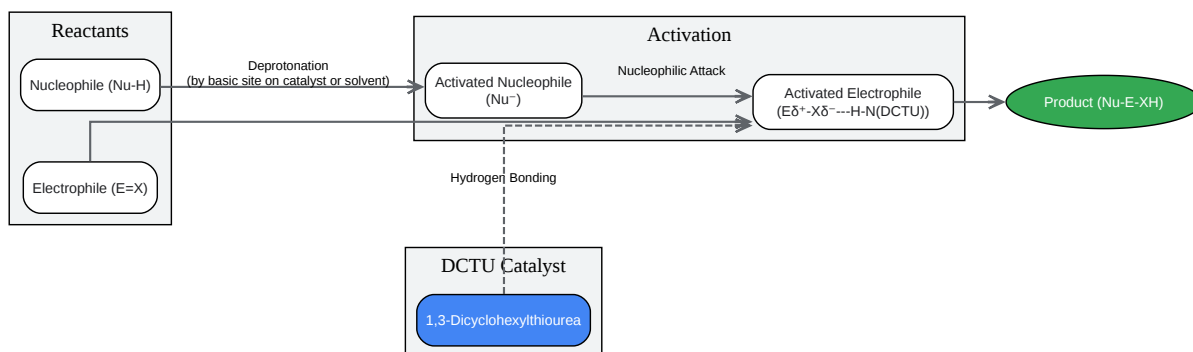 Reactants
Nucleophile (Nu-H)
Electrophile (E=X)
Deprotonation
(by basic site on catalyst or solvent)
Activation
Activated Nucleophile
(Nu⁻)
Nucleophilic Attack
Activated Electrophile
(Eδ⁺-Xδ⁻---H-N(DCTU))
Product (Nu-E-XH)
Hydrogen Bonding
DCTU Catalyst
1,3-Dicyclohexylthiourea